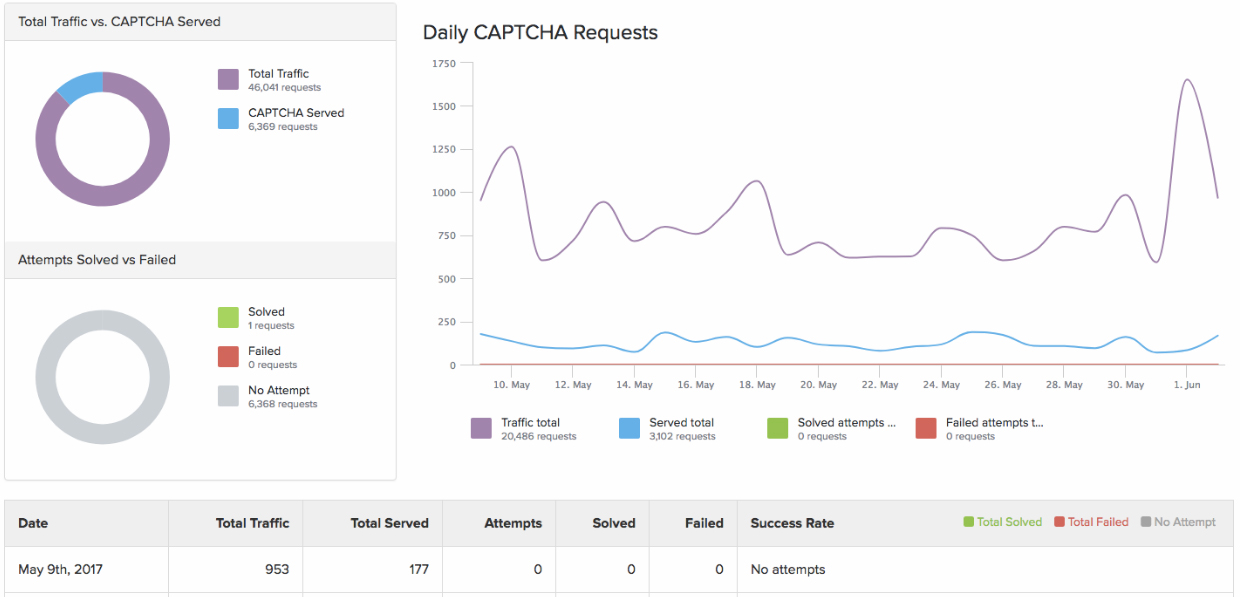 Total Traffic vs. CAPTCHA Served
Total Traffic
46,041 requests
CAPTCHA Served
6,369 requests
Attempts Solved vs Failed
Solved
1 requests
Failed
0 requests
No Attempt
6,368 requests
Daily CAPTCHA Requests
1750
1500
1250
1000
750
500
250
0
10. May 12. May 14. May 16. May 18. May 20. May 22. May 24. May 26. May 28. May 30. May 1. Jun
Traffic total
20,486 requests
Served total
3,102 requests
Solved attempts ...
0 requests
Failed attempts t...
0 requests
Date Total Traffic Total Served Attempts Solved Failed Success Rate Total Solved Total Failed No Attempt
May 9th, 2017 953 177 0 0 0 No attempts